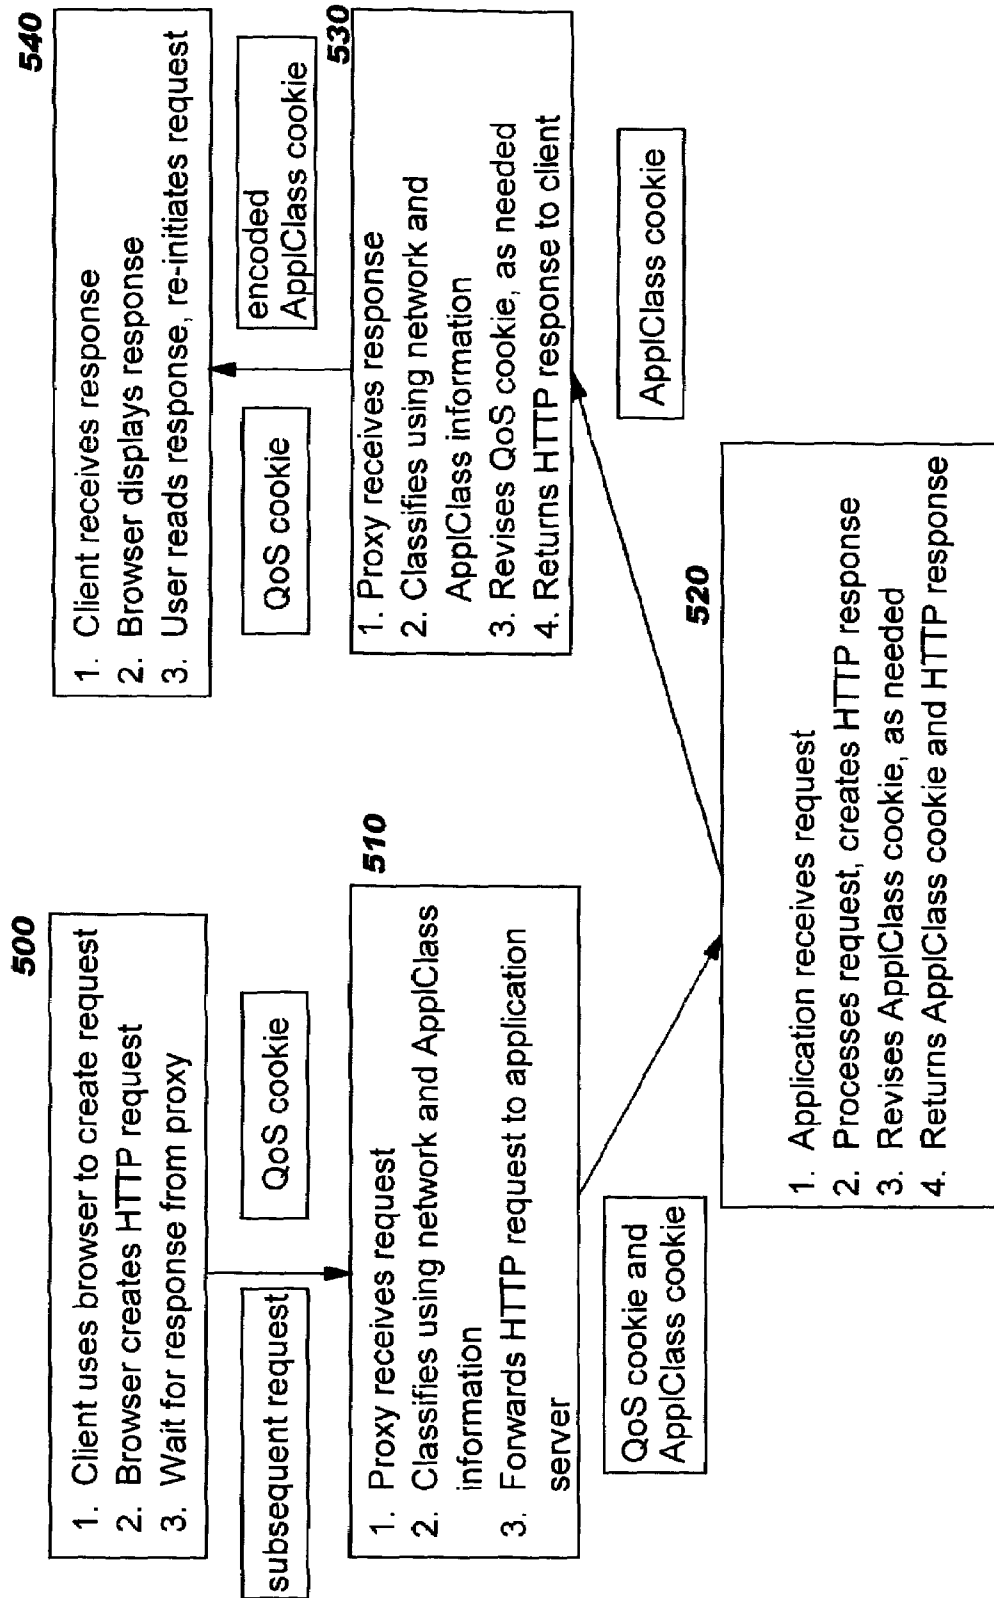 500
1. Client uses browser to create request
2. Browser creates HTTP request
3. Wait for response from proxy
subsequent request
QoS cookie
510
1. Proxy receives request
2. Classifies using network and ApplClass
information
3. Forwards HTTP request to application
server
QoS cookie and
ApplClass cookie
520
1. Application receives request
2. Processes request, creates HTTP response
3. Revises ApplClass cookie, as needed
4. Returns ApplClass cookie and HTTP response
ApplClass cookie
530
1. Proxy receives response
2. Classifies using network and
ApplClass information
3. Revises QoS cookie, as needed
4. Returns HTTP response to client
QoS cookie
encoded
ApplClass cookie
540
1. Client receives response
2. Browser displays response
3. User reads response, re-initiates request